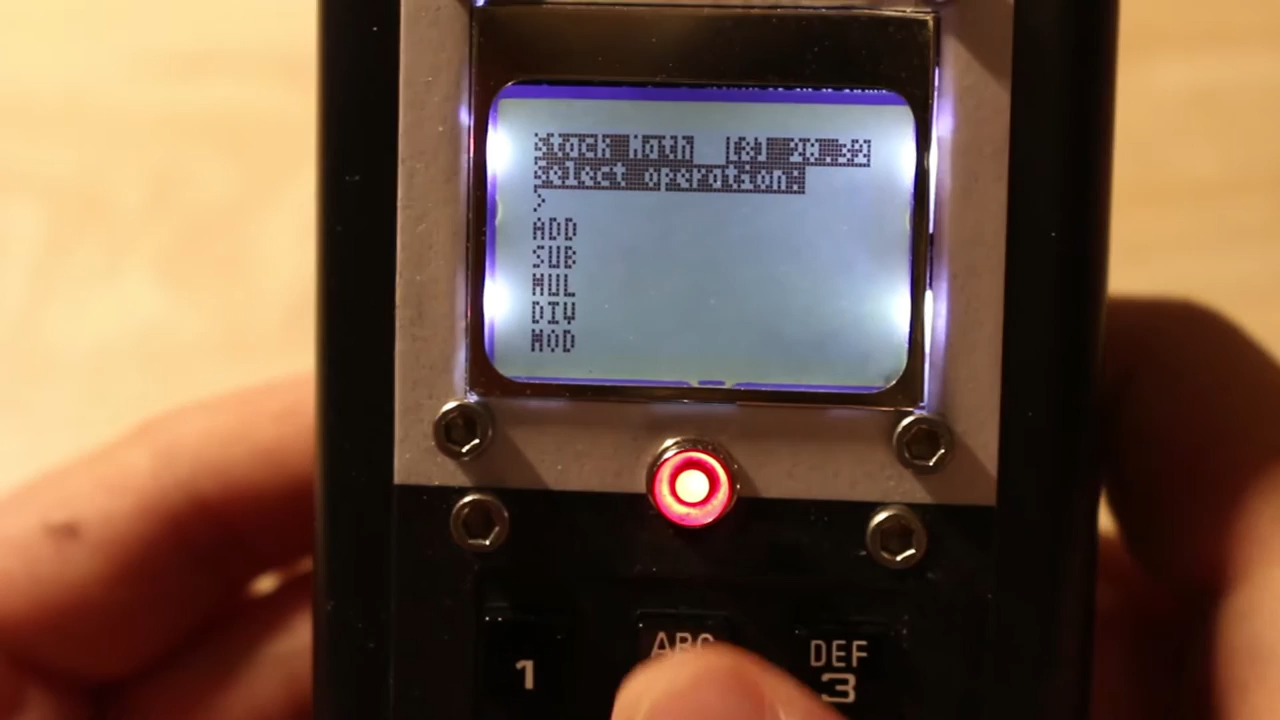 Stack Math
Select operation:
>
ADD
SUB
MUL
DIV
MOD
1
ABC
DEF
3